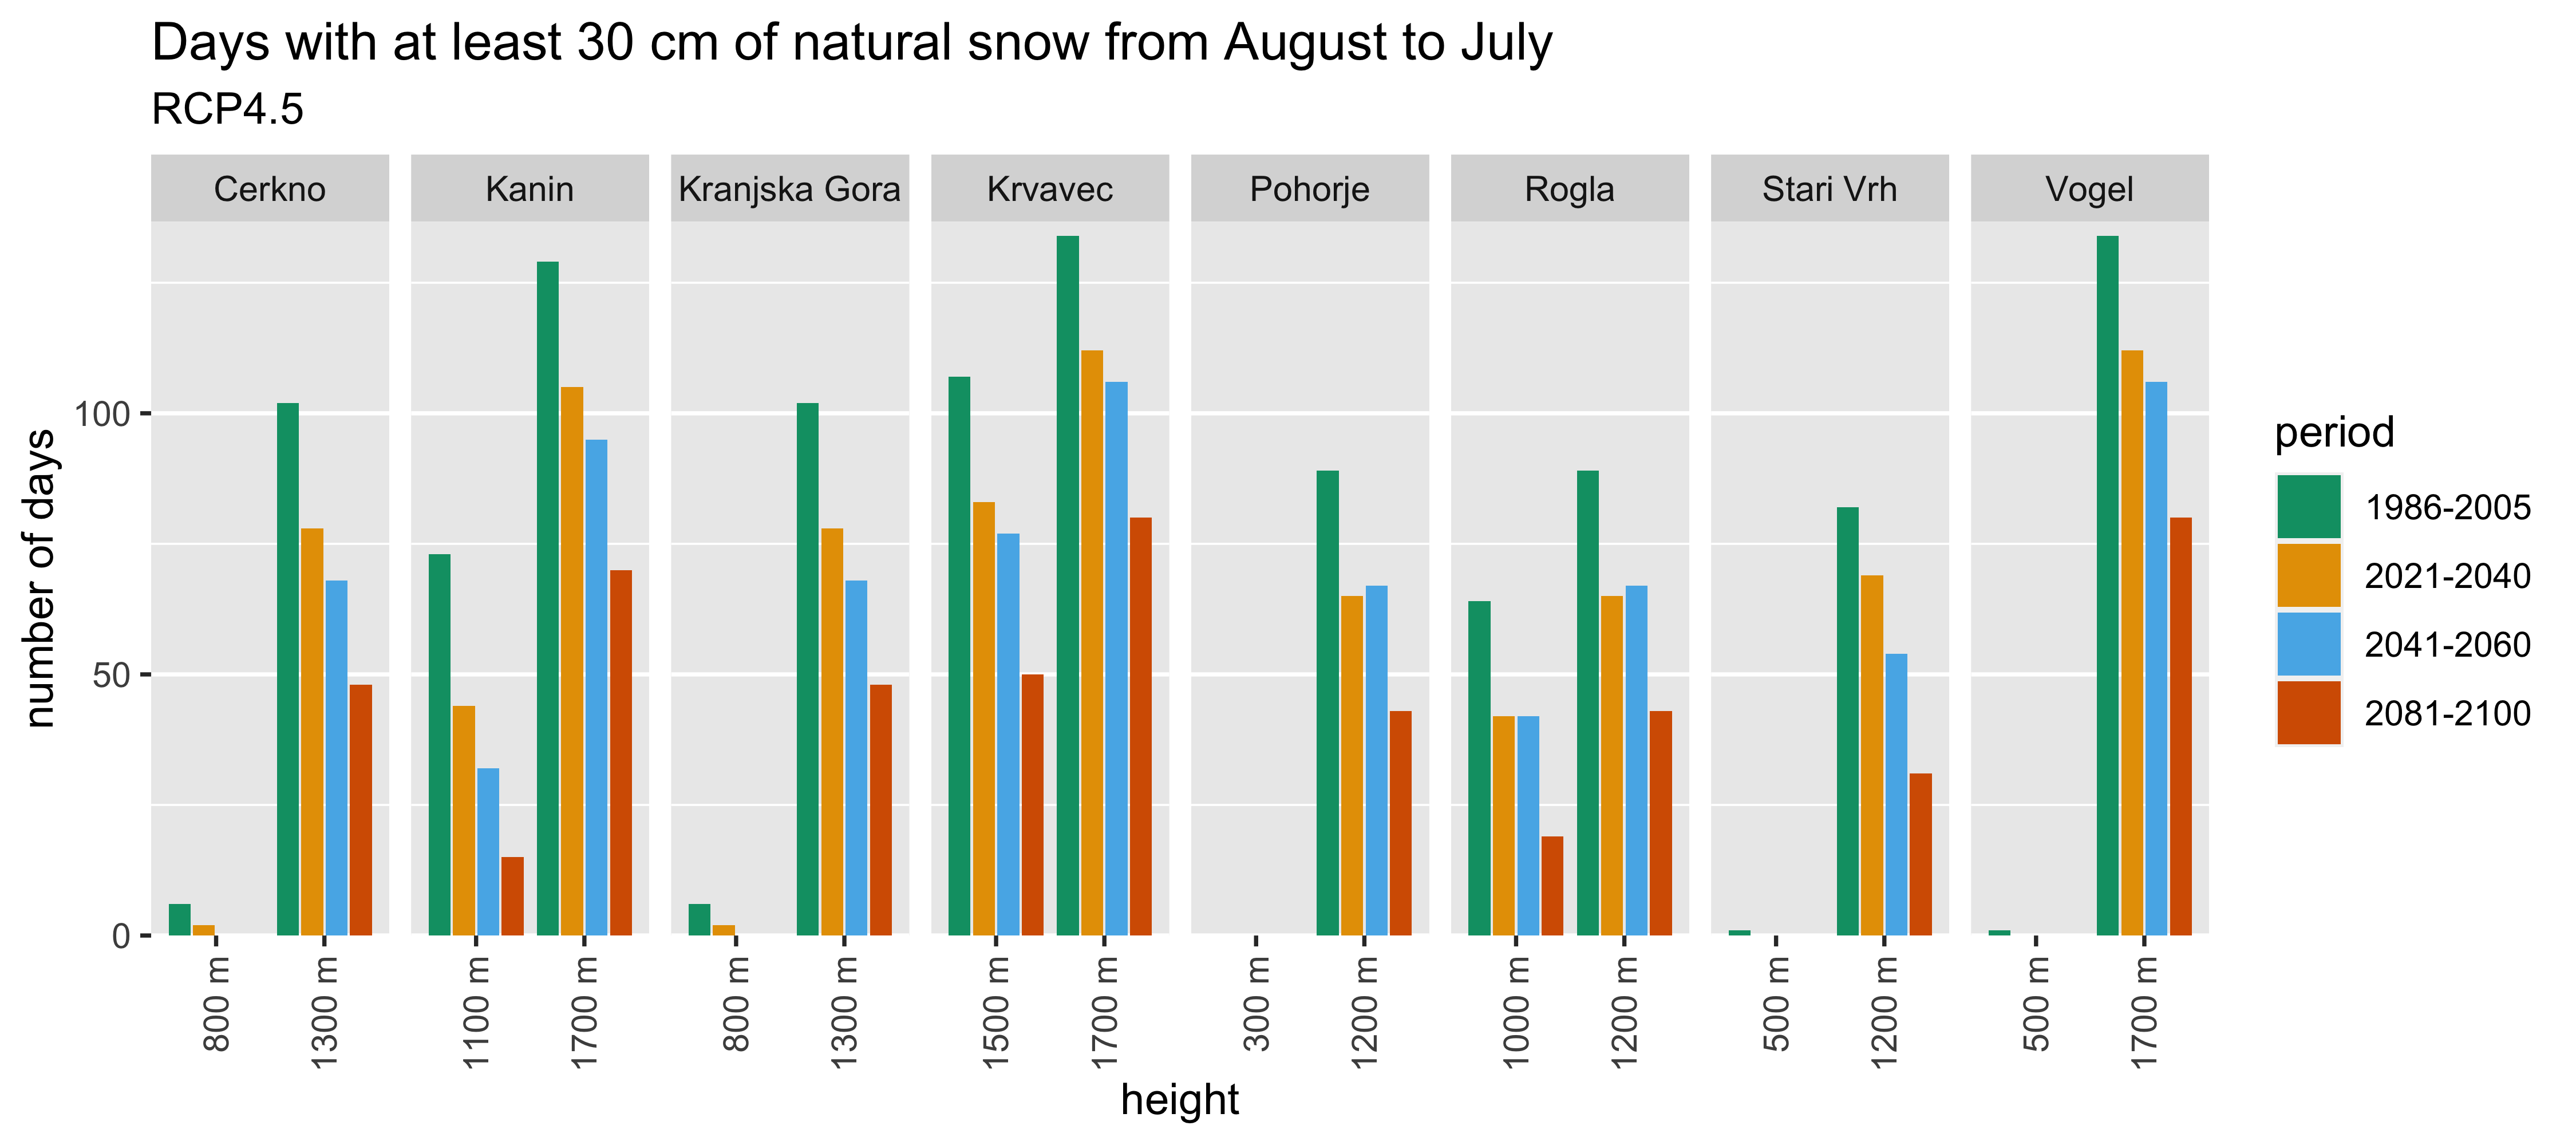 Days with at least 30 cm of natural snow from August to July
RCP4.5
Cerkno Kanin Kranjska Gora Krvavec Pohorje Rogla Stari Vrh Vogel
number of days
100
50
0
800 m 1300 m 1100 m 1700 m 800 m 1300 m 1500 m 1700 m 300 m 1200 m 1000 m 1200 m 500 m 1200 m 500 m 1700 m
height
period
1986-2005
2021-2040
2041-2060
2081-2100